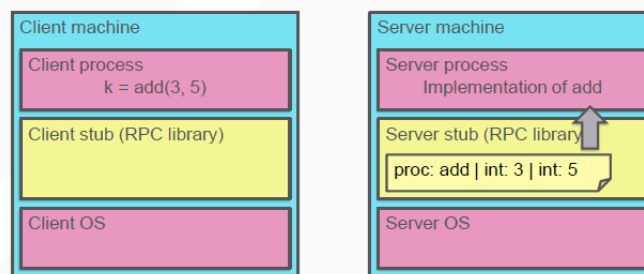 Client machine
Client process
k = add(3, 5)
Client stub (RPC library)
Client OS
Server machine
Server process
Implementation of add
Server stub (RPC library
proc: add | int: 3 | int: 5
Server OS